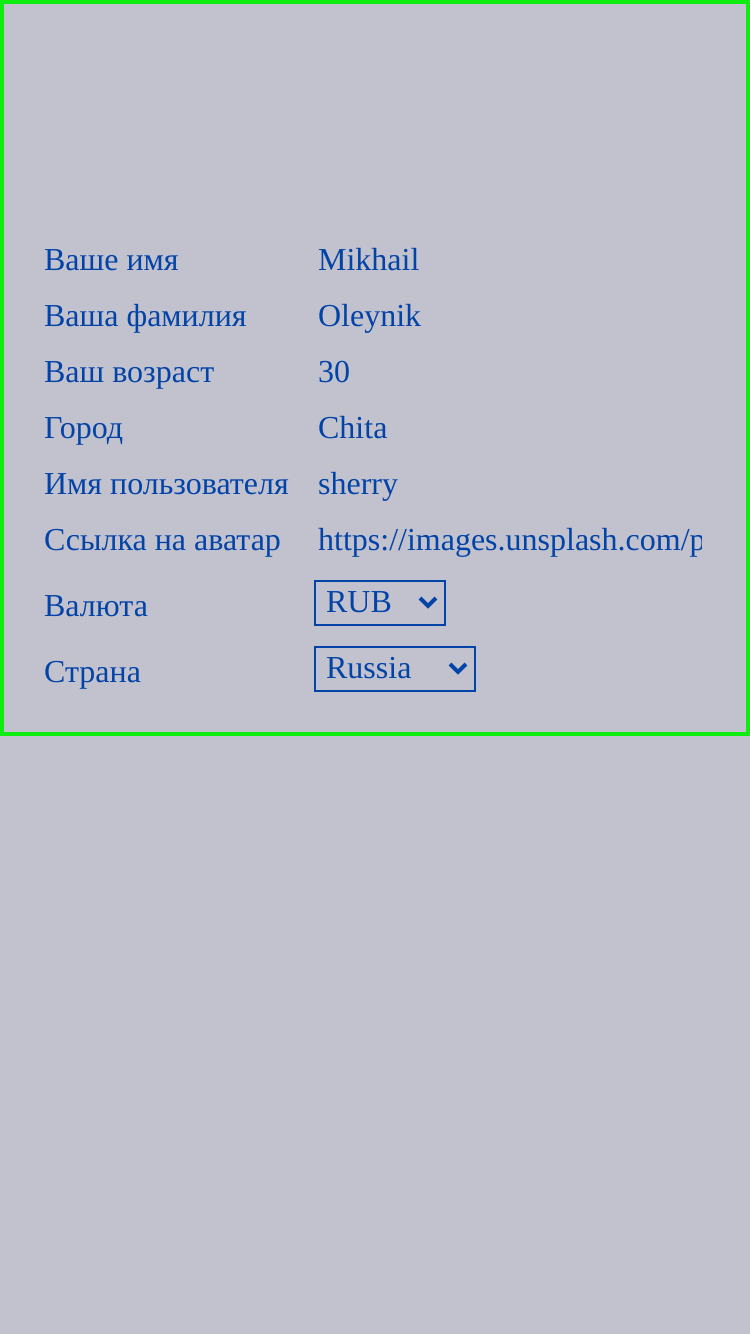 Ваше имя Mikhail
Ваша фамилия Oleynik
Ваш возраст 30
Город Chita
Имя пользователя sherry
Ссылка на аватар https://images.unsplash.com/p
Валюта RUB
Страна Russia